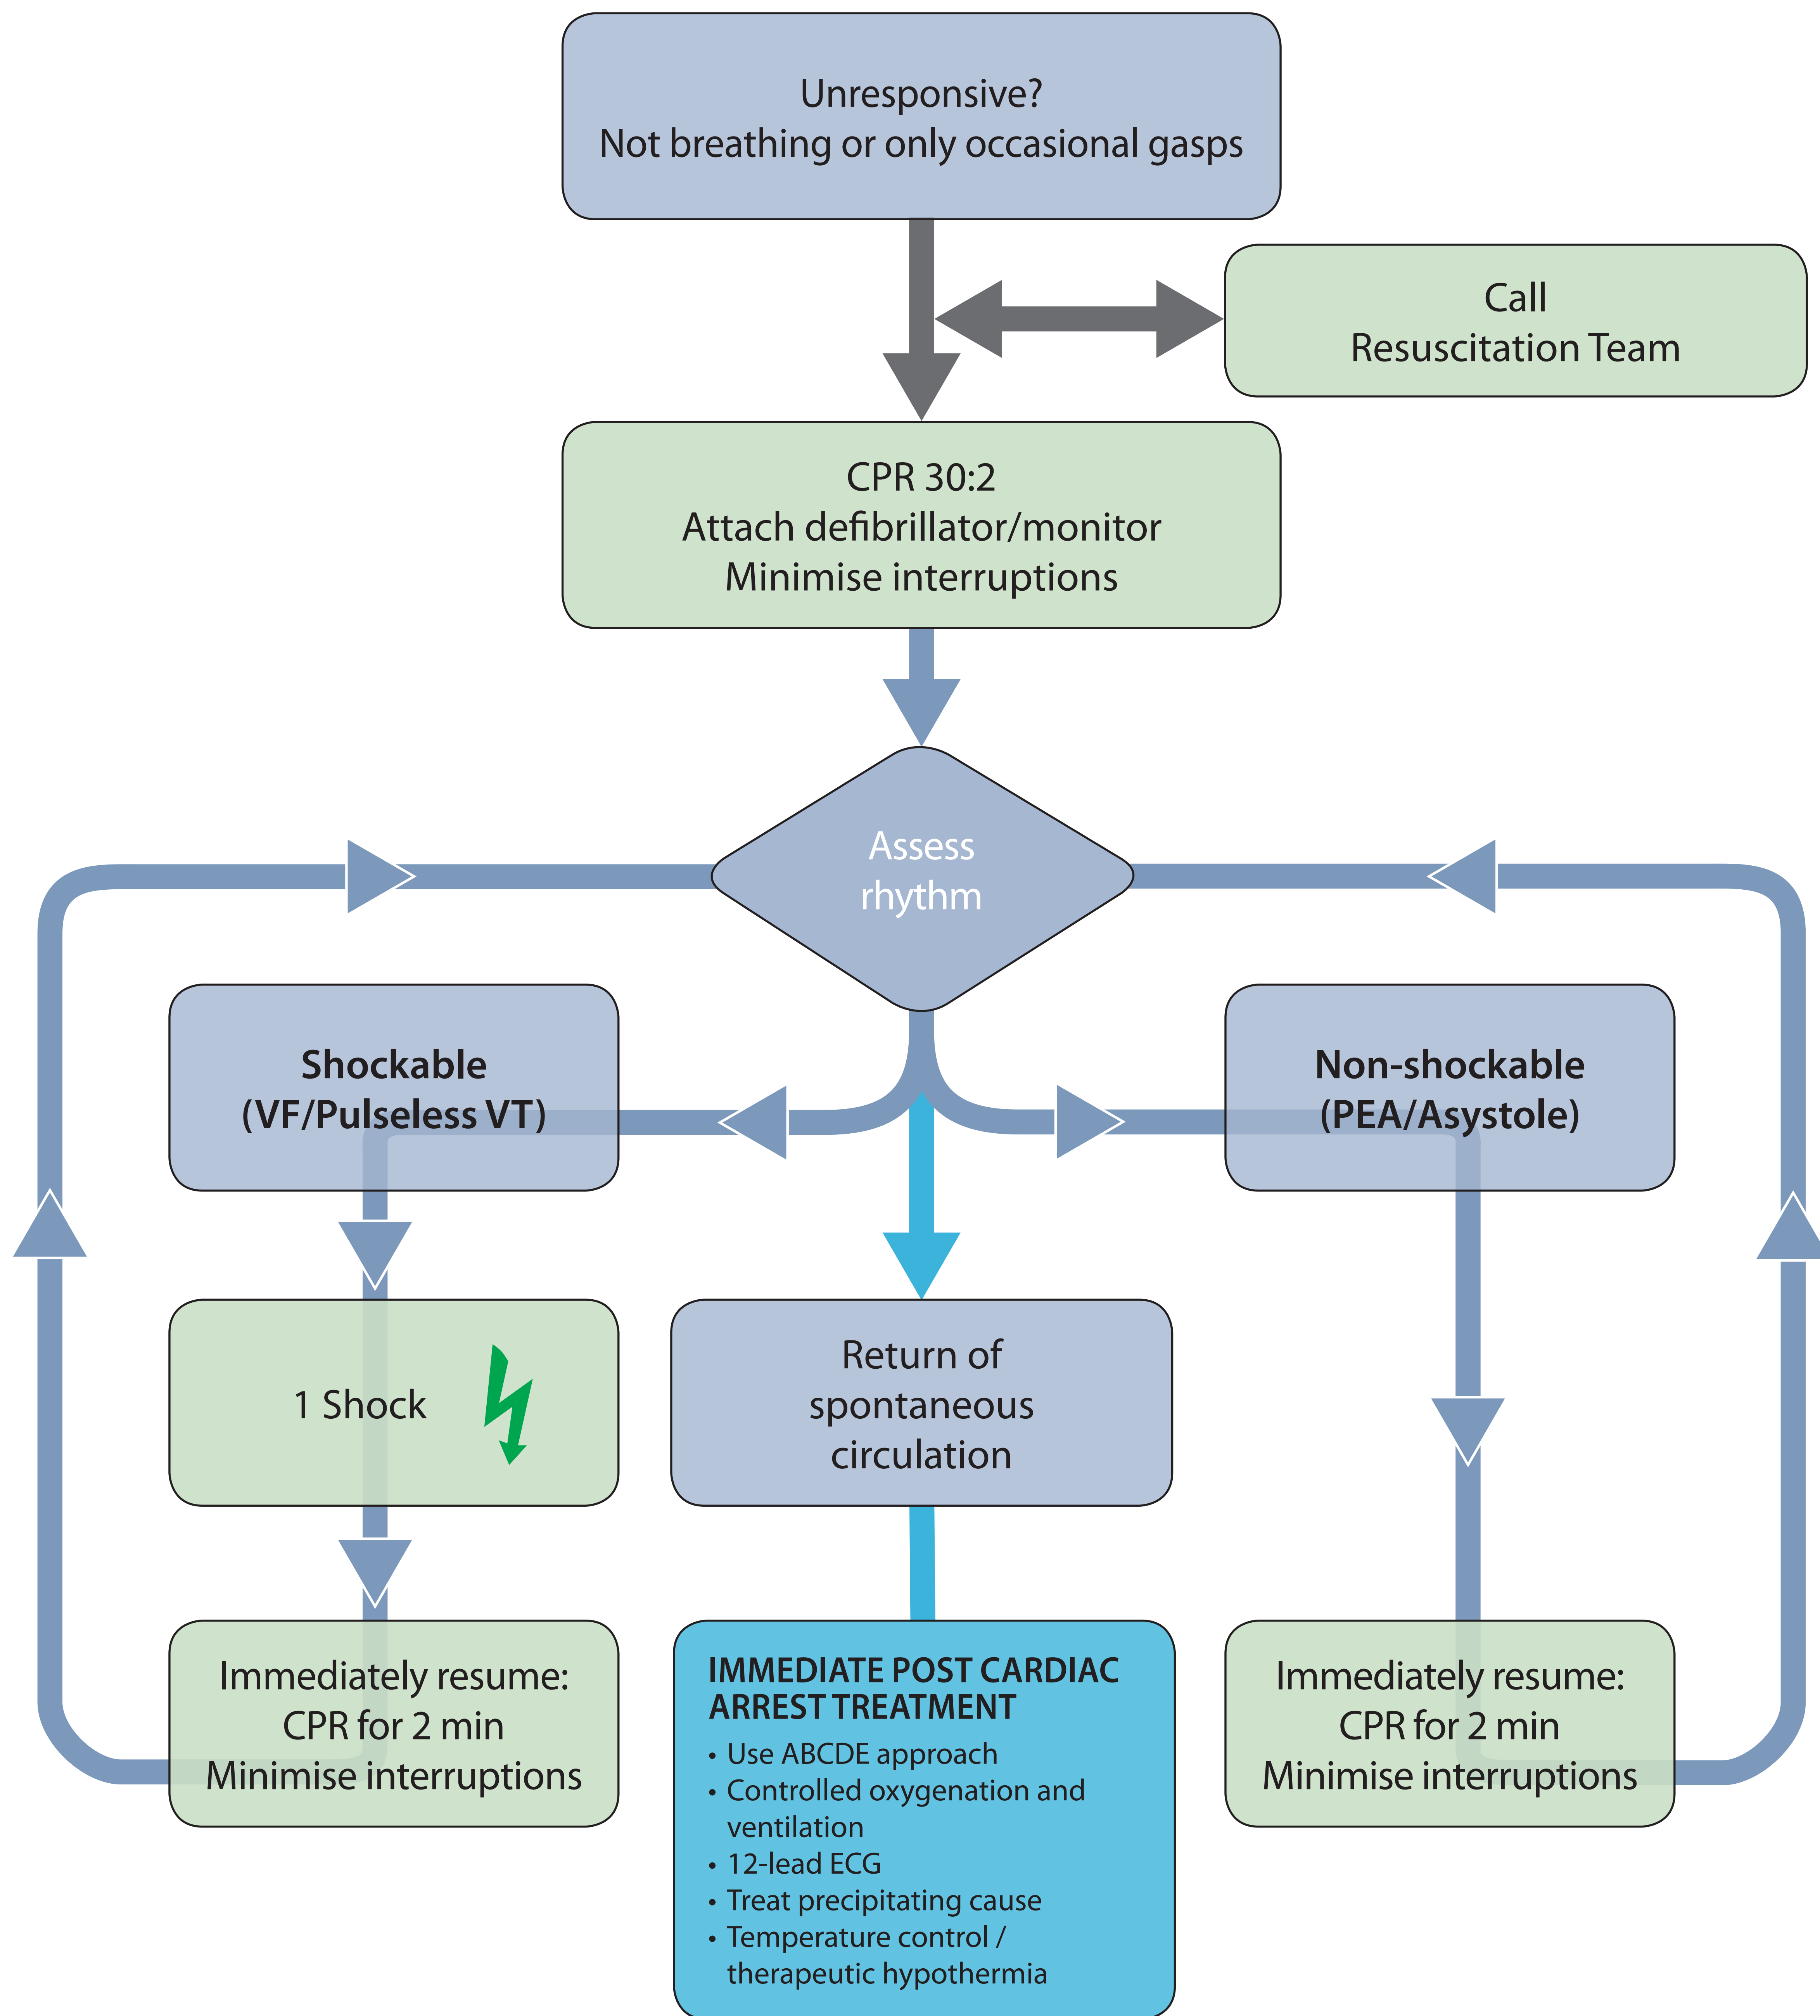 Unresponsive?
Not breathing or only occasional gasps
Call
Resuscitation Team
CPR 30:2
Attach defibrillator/monitor
Minimise interruptions
Assess
rhythm
Shockable
(VF/Pulseless VT)
Non-shockable
(PEA/Asystole)
1 Shock
Return of
spontaneous
circulation
Immediately resume:
CPR for 2 min
Minimise interruptions
IMMEDIATE POST CARDIAC
ARREST TREATMENT
• Use ABCDE approach
• Controlled oxygenation and
ventilation
• 12-lead ECG
• Treat precipitating cause
• Temperature control /
therapeutic hypothermia
Immediately resume:
CPR for 2 min
Minimise interruptions